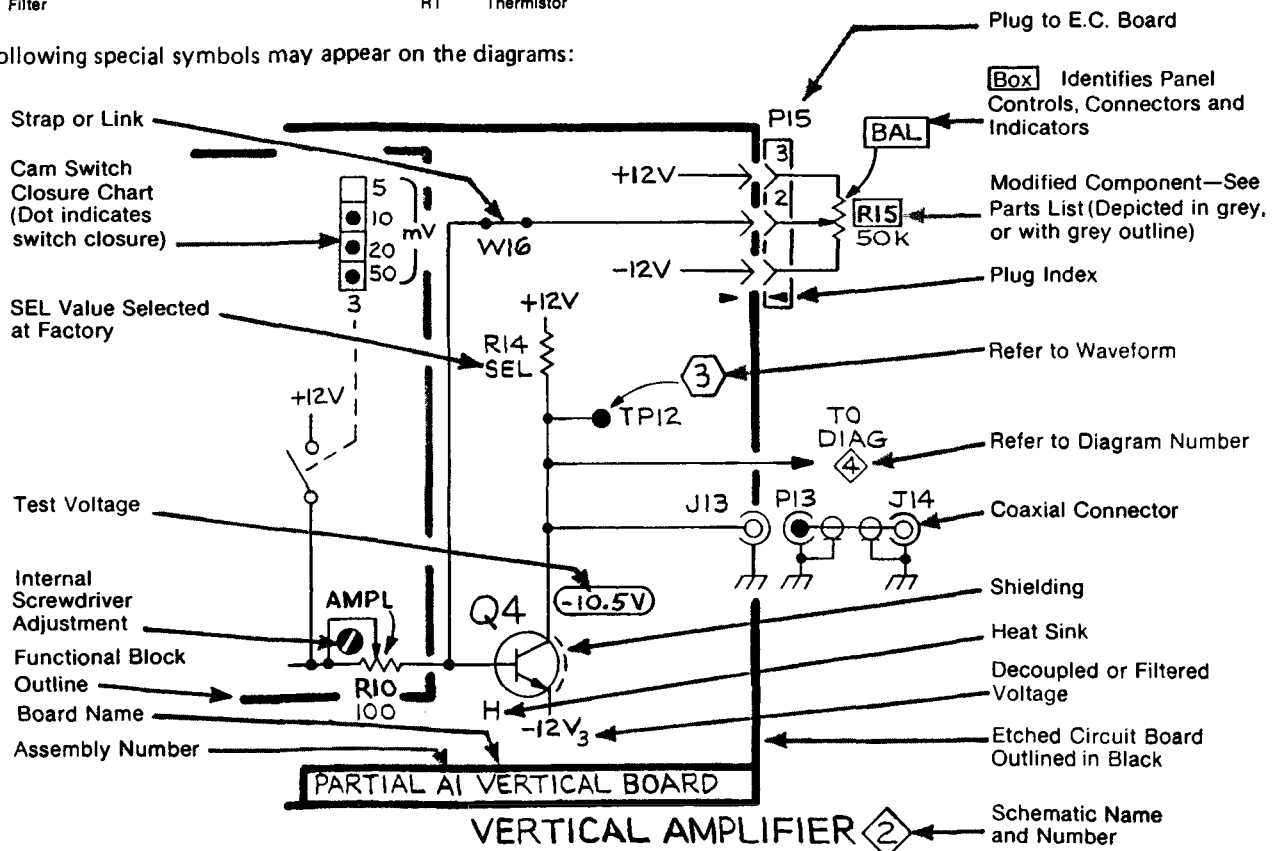 Filter
RT Thermistor
ollowing special symbols may appear on the diagrams:
Plug to E.C. Board
Box Identifies Panel
Controls, Connectors and
Indicators
Modified Component—See
Parts List (Depicted in grey,
or with grey outline)
Plug Index
Refer to Waveform
Refer to Diagram Number
Coaxial Connector
Shielding
Heat Sink
Decoupled or Filtered
Voltage
Etched Circuit Board
Outlined in Black
Schematic Name
and Number
Strap or Link
Cam Switch
Closure Chart
(Dot indicates
switch closure)
SEL Value Selected
at Factory
Test Voltage
Internal
Screwdriver
Adjustment
Functional Block
Outline
Board Name
Assembly Number
5
10
20
50
mV
3
+12V
AMPL
R10
100
W16
+12V
R14
SEL
3
TP12
TO
DIAG
4
+12V
-12V
P15
3
2
1
BAL
R15
50K
J13
P13
J14
-10.5V
Q4
H
-12V3
PARTIAL A1 VERTICAL BOARD
VERTICAL AMPLIFIER 2